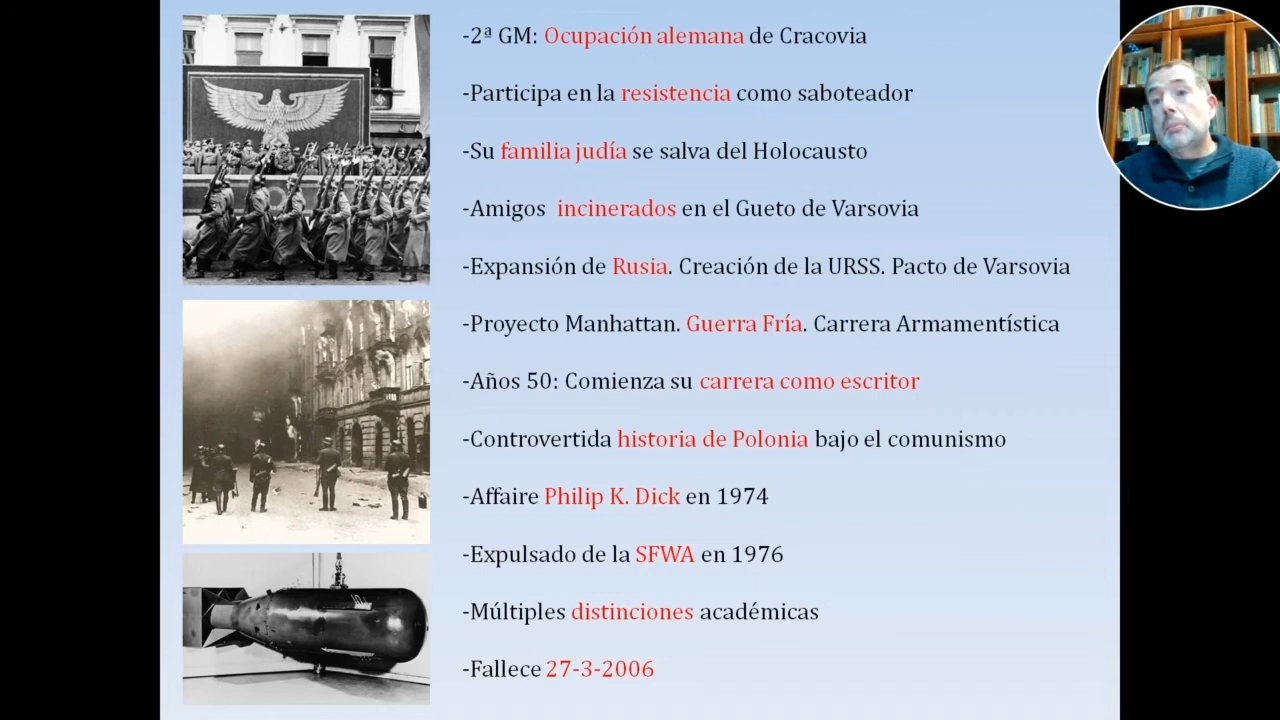 -2ª GM: Ocupación alemana de Cracovia
-Participa en la resistencia como saboteador
-Su familia judía se salva del Holocausto
-Amigos incinerados en el Gueto de Varsovia
-Expansión de Rusia. Creación de la URSS. Pacto de Varsovia
-Proyecto Manhattan. Guerra Fría. Carrera Armamentística
-Años 50: Comienza su carrera como escritor
-Controvertida historia de Polonia bajo el comunismo
-Affaire Philip K. Dick en 1974
-Expulsado de la SFWA en 1976
-Múltiples distinciones académicas
-Fallece 27-3-2006